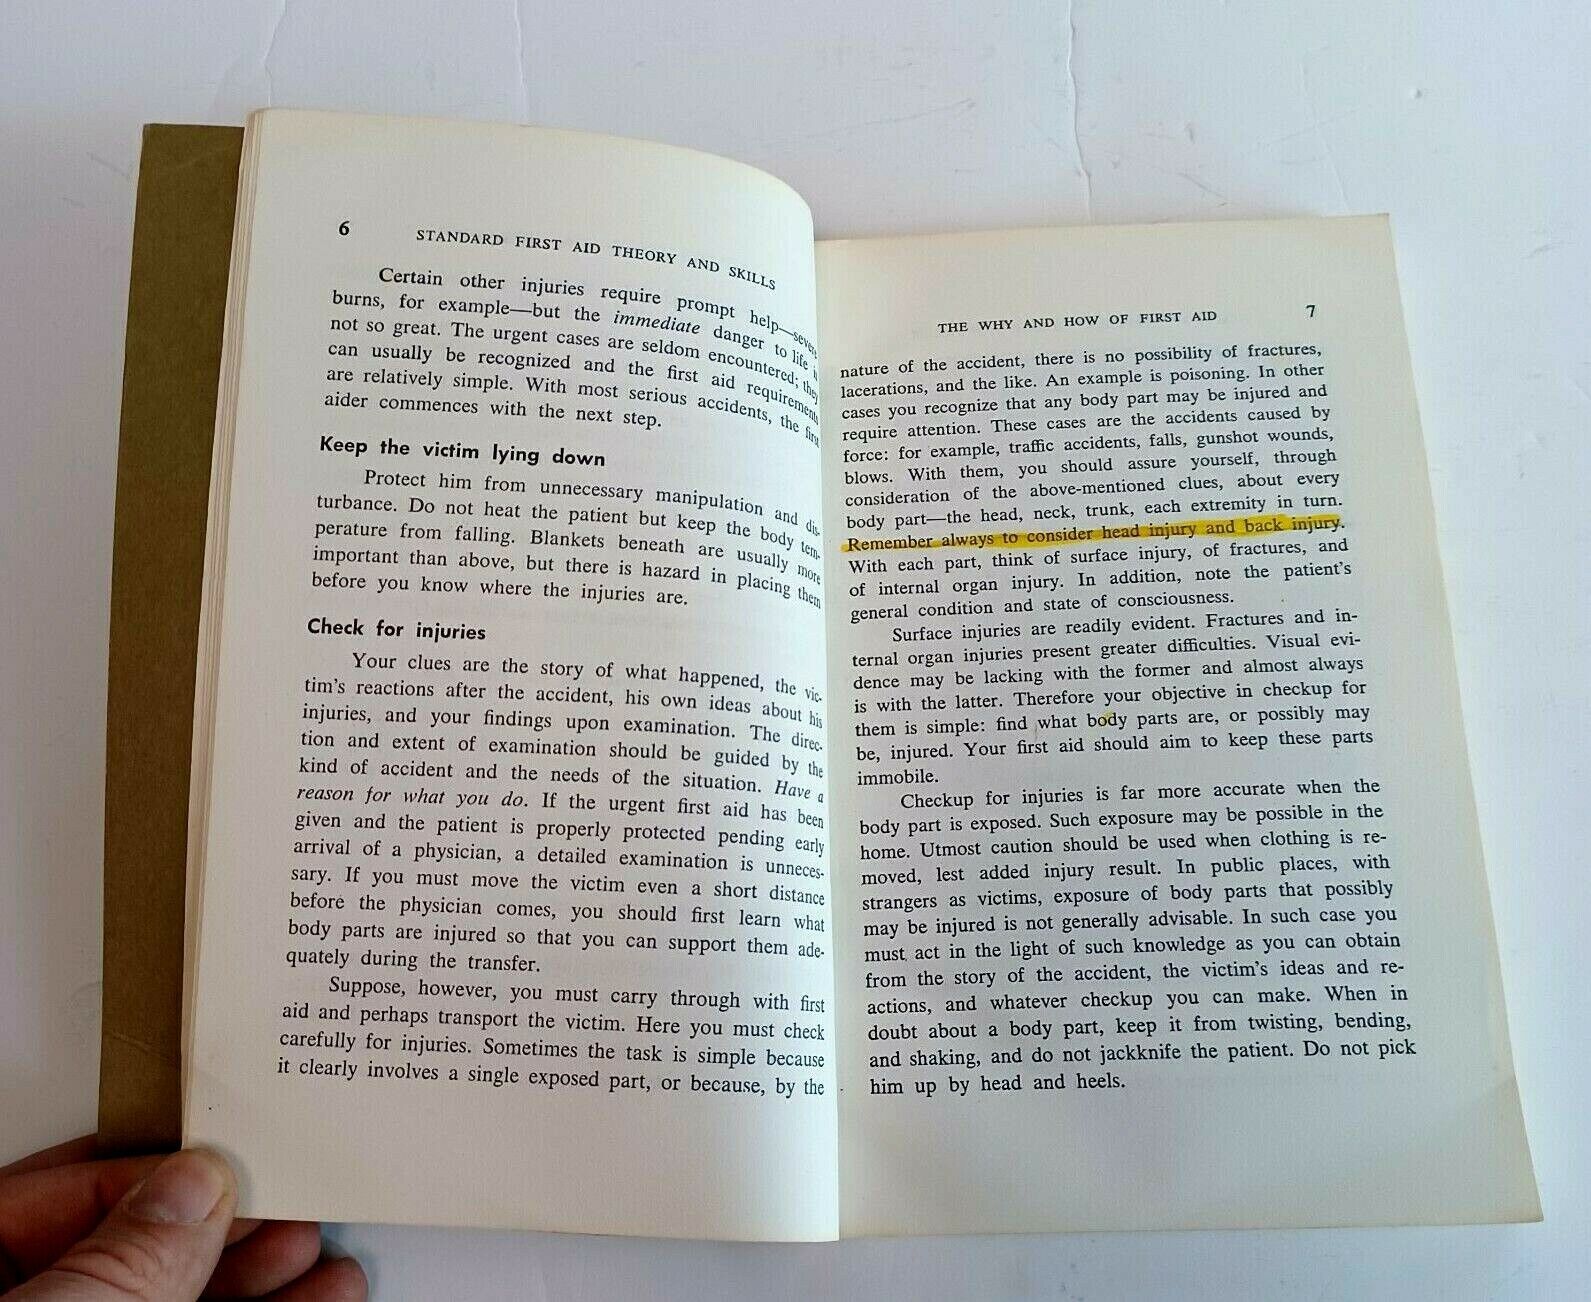 6 STANDARD FIRST AID THEORY AND SKILLS
Certain other injuries require prompt help—severe
burns, for example—but the immediate danger to life is
not so great. The urgent cases are seldom encountered; they
can usually be recognized and the first aid requirements
are relatively simple. With most serious accidents, the first
aider commences with the next step.
Keep the victim lying down
Protect him from unnecessary manipulation and dis-
turbance. Do not heat the patient but keep the body tem-
perature from falling. Blankets beneath are usually more
important than above, but there is hazard in placing them
before you know where the injuries are.
Check for injuries
Your clues are the story of what happened, the vic-
tim's reactions after the accident, his own ideas about his
injuries, and your findings upon examination. The direc-
tion and extent of examination should be guided by the
kind of accident and the needs of the situation. Have a
reason for what you do. If the urgent first aid has been
given and the patient is properly protected pending early
arrival of a physician, a detailed examination is unneces-
sary. If you must move the victim even a short distance
before the physician comes, you should first learn what
body parts are injured so that you can support them ade-
quately during the transfer.
Suppose, however, you must carry through with first
aid and perhaps transport the victim. Here you must check
carefully for injuries. Sometimes the task is simple because
it clearly involves a single exposed part, or because, by the
THE WHY AND HOW OF FIRST AID 7
nature of the accident, there is no possibility of fractures,
lacerations, and the like. An example is poisoning. In other
cases you recognize that any body part may be injured and
require attention. These cases are the accidents caused by
force: for example, traffic accidents, falls, gunshot wounds,
blows. With them, you should assure yourself, through
consideration of the above-mentioned clues, about every
body part—the head, neck, trunk, each extremity in turn.
Remember always to consider head injury and back injury.
With each part, think of surface injury, of fractures, and
of internal organ injury. In addition, note the patient's
general condition and state of consciousness.
Surface injuries are readily evident. Fractures and in-
ternal organ injuries present greater difficulties. Visual evi-
dence may be lacking with the former and almost always
is with the latter. Therefore your objective in checkup for
them is simple: find what body parts are, or possibly may
be, injured. Your first aid should aim to keep these parts
immobile.
Checkup for injuries is far more accurate when the
body part is exposed. Such exposure may be possible in the
home. Utmost caution should be used when clothing is re-
moved, lest added injury result. In public places, with
strangers as victims, exposure of body parts that possibly
may be injured is not generally advisable. In such case you
must act in the light of such knowledge as you can obtain
from the story of the accident, the victim's ideas and re-
actions, and whatever checkup you can make. When in
doubt about a body part, keep it from twisting, bending,
and shaking, and do not jackknife the patient. Do not pick
him up by head and heels.